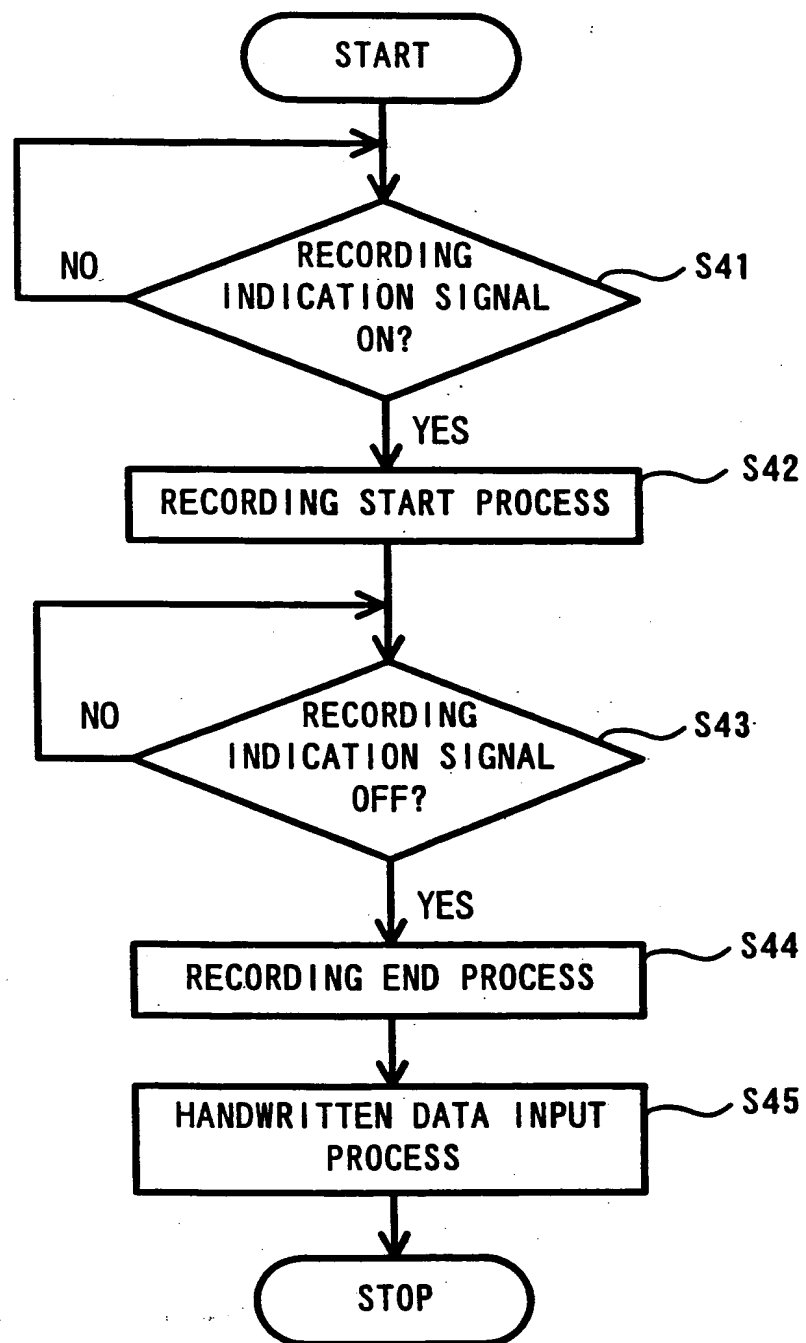 START
RECORDING
INDICATION SIGNAL
ON?
S41
NO
YES
S42
RECORDING START PROCESS
RECORDING
INDICATION SIGNAL
OFF?
S43
NO
YES
S44
RECORDING END PROCESS
S45
HANDWRITTEN DATA INPUT
PROCESS
STOP